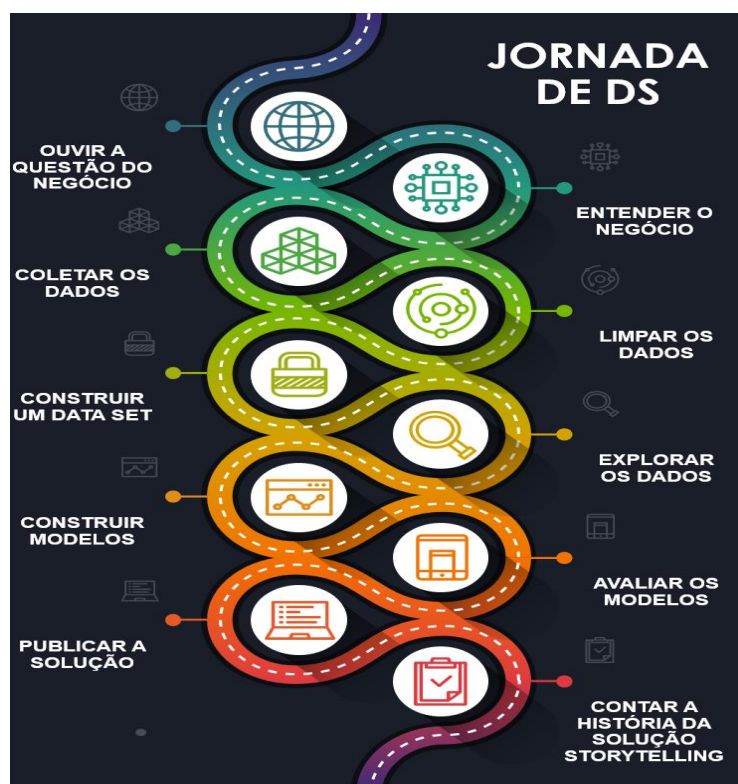 JORNADA
DE DS
OUVIR A
QUESTÃO DO
NEGÓCIO
ENTENDER O
NEGÓCIO
COLETAR OS
DADOS
LIMPAR OS
DADOS
CONSTRUIR
UM DATA SET
EXPLORAR
OS DADOS
CONSTRUIR
MODELOS
AVALIAR OS
MODELOS
PUBLICAR A
SOLUÇÃO
CONTAR A
HISTÓRIA DA
SOLUÇÃO
STORYTELLING